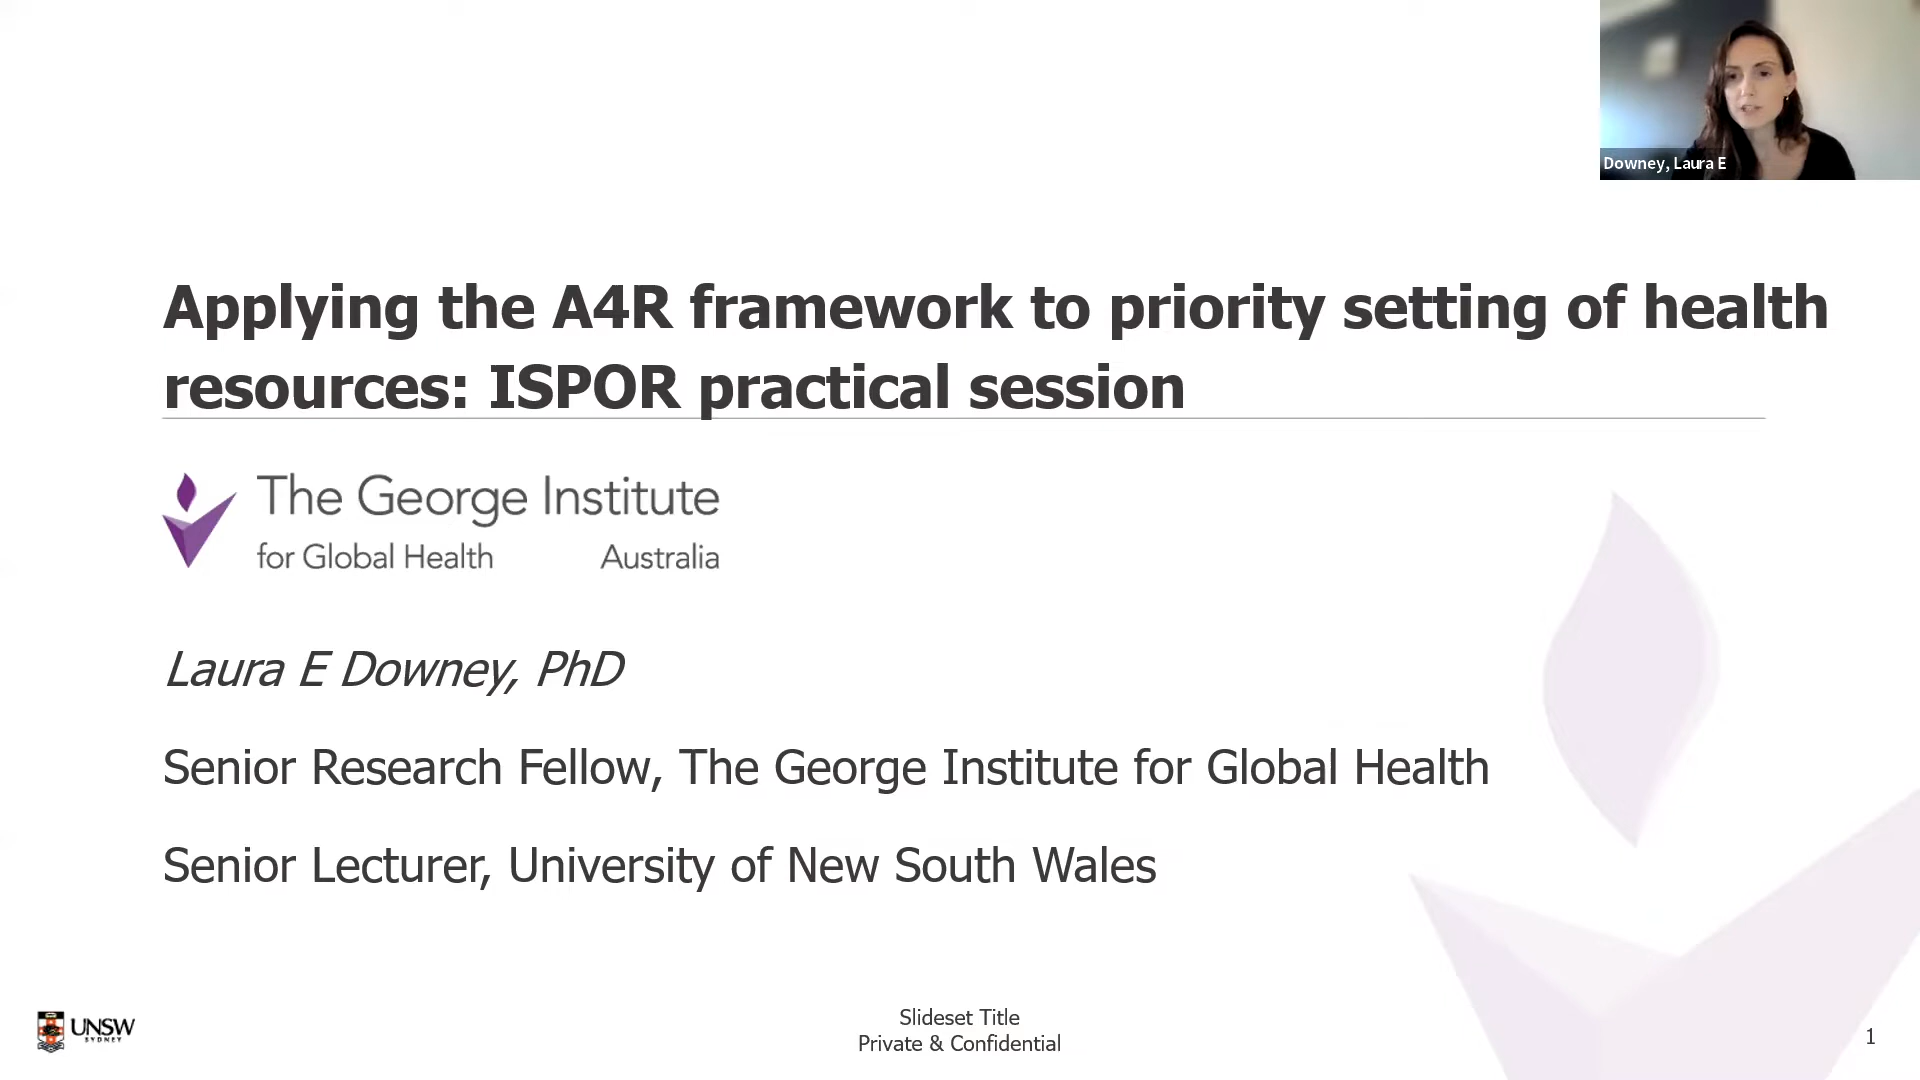 Downey, Laura E
Applying the A4R framework to priority setting of health
resources: ISPOR practical session
The George Institute
for Global Health Australia
Laura E Downey, PhD
Senior Research Fellow, The George Institute for Global Health
Senior Lecturer, University of New South Wales
UNSW
SYDNEY
Slideset Title
Private & Confidential
1